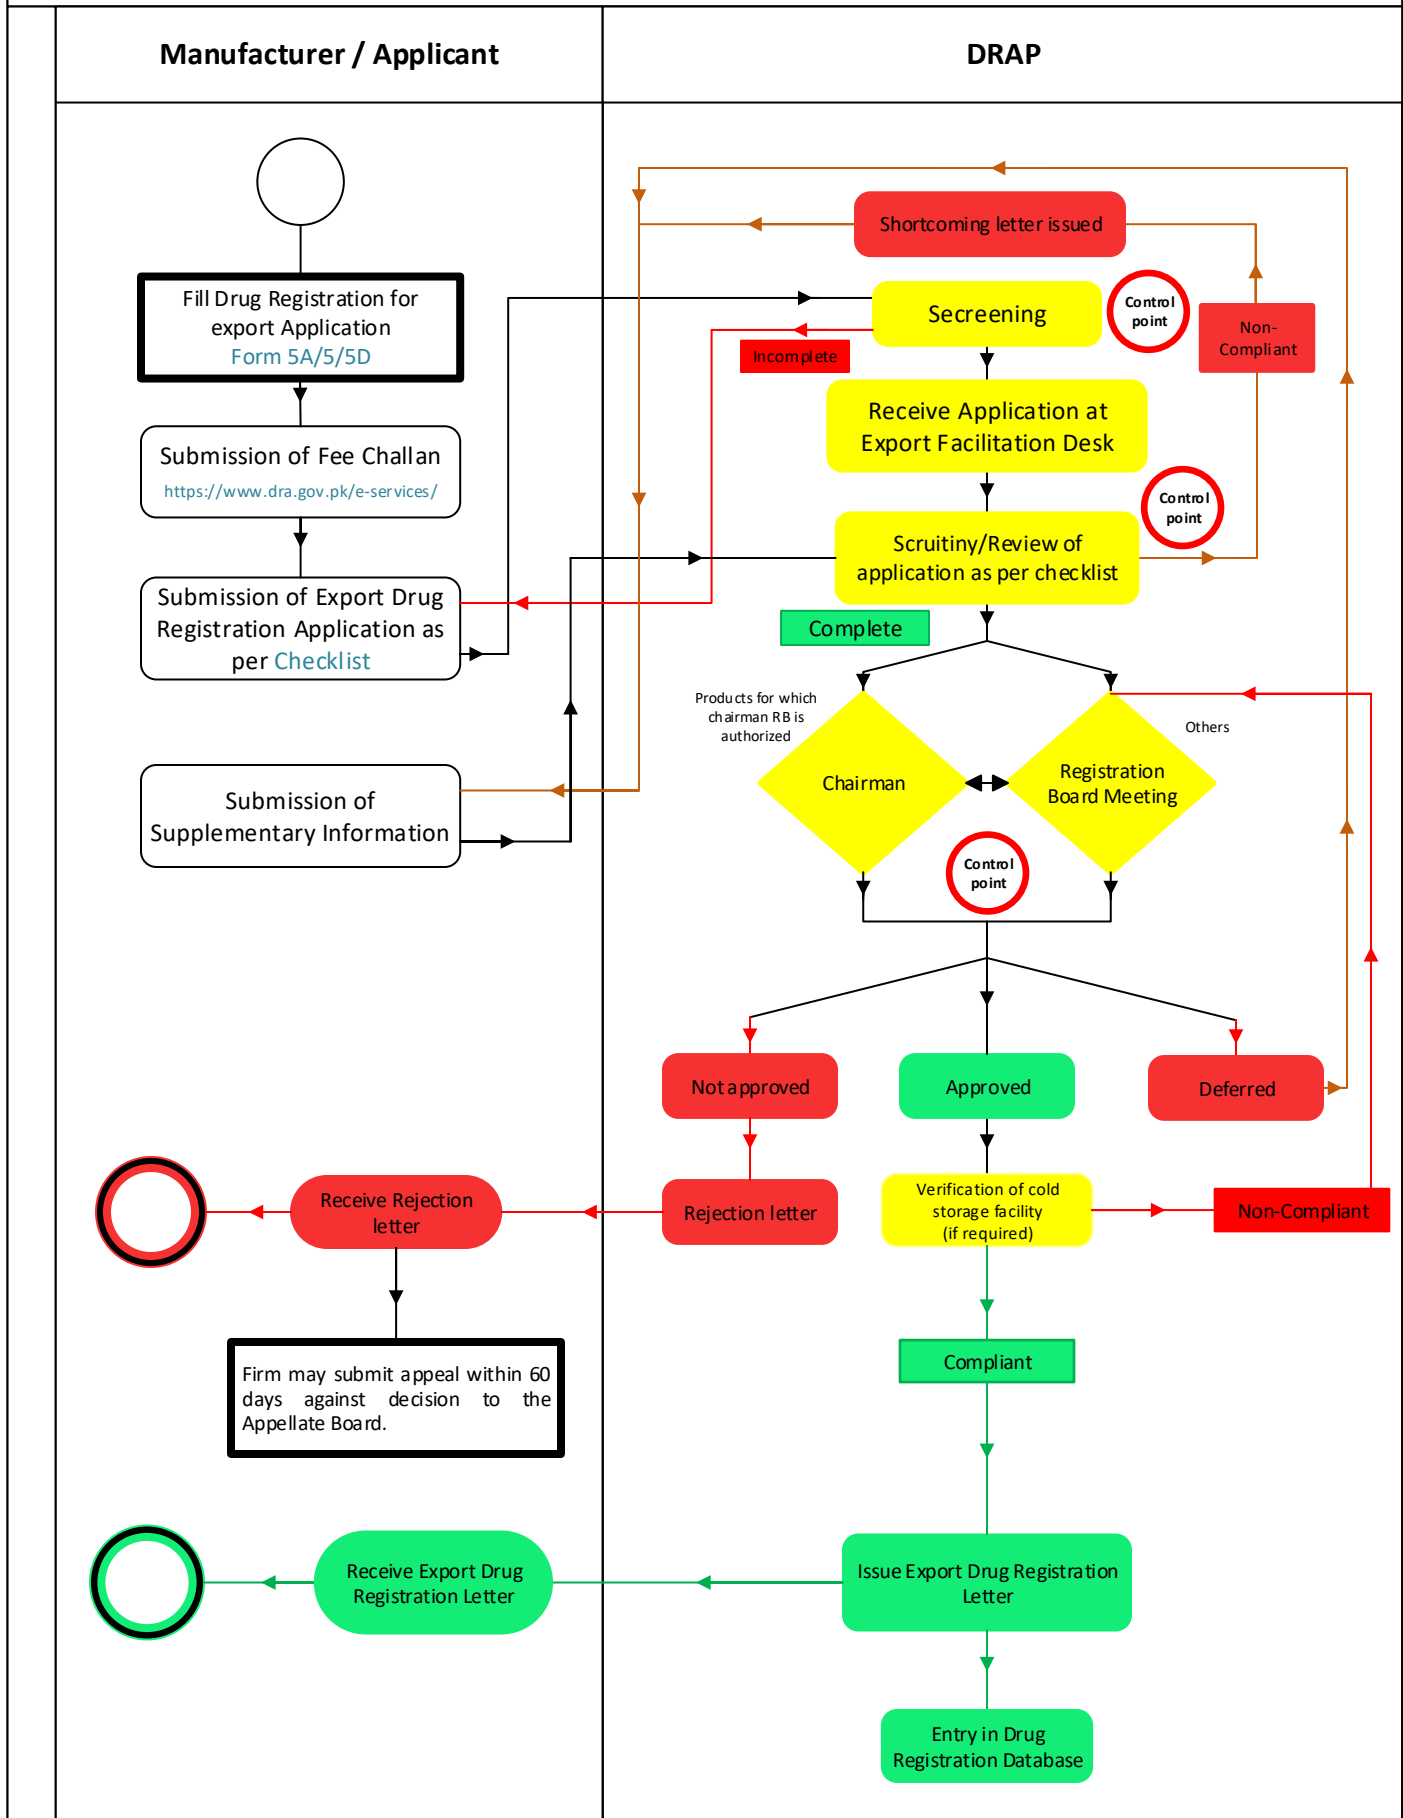 Manufacturer / Applicant
DRAP
Shortcoming letter issued
Fill Drug Registration for
export Application
Form 5A/5/5D
Secreening
Control
point
Non-
Compliant
Incomplete
Receive Application at
Export Facilitation Desk
Submission of Fee Challan
https://www.dra.gov.pk/e-services/
Control
point
Scruitiny/Review of
application as per checklist
Submission of Export Drug
Registration Application as
per Checklist
Complete
Products for which
chairman RB is
authorized
Others
Chairman
Registration
Board Meeting
Submission of
Supplementary Information
Control
point
Not approved
Approved
Deferred
Receive Rejection
letter
Rejection letter
Verification of cold
storage facility
(if required)
Non-Compliant
Compliant
Firm may submit appeal within 60
days against decision to the
Appellate Board.
Receive Export Drug
Registration Letter
Issue Export Drug Registration
Letter
Entry in Drug
Registration Database